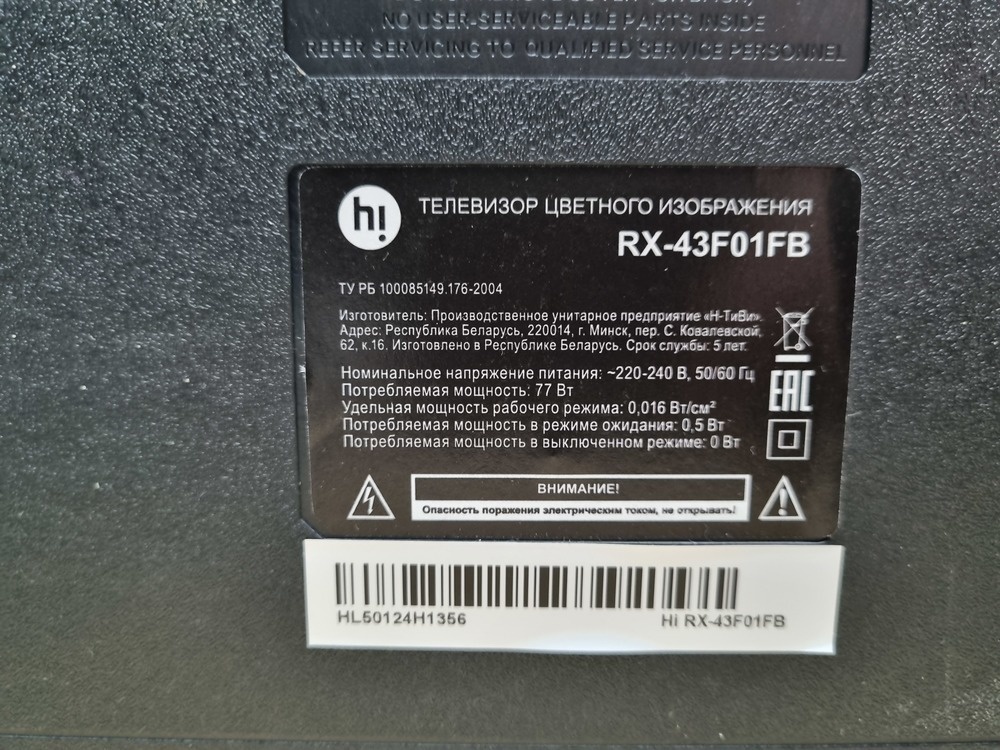 NO USER-SERVICEABLE PARTS INSIDE
REFER SERVICING TO QUALIFIED SERVICE PERSONNEL
hi
ТЕЛЕВИЗОР ЦВЕТНОГО ИЗОБРАЖЕНИЯ
RX-43F01FB
ТУ РБ 100085149.176-2004
Изготовитель: Производственное унитарное предприятие «Н-ТиВи».
Адрес: Республика Беларусь, 220014, г. Минск, пер. С. Ковалевской,
62, к.16. Изготовлено в Республике Беларусь. Срок службы: 5 лет.
Номинальное напряжение питания: ~220-240 В, 50/60 Гц
Потребляемая мощность: 77 Вт
Удельная мощность рабочего режима: 0,016 Вт/см²
Потребляемая мощность в режиме ожидания: 0,5 Вт
Потребляемая мощность в выключенном режиме: 0 Вт
EAC
ВНИМАНИЕ!
Опасность поражения электрическим током, не открывать!
HL50124H1356
Hi RX-43F01FB